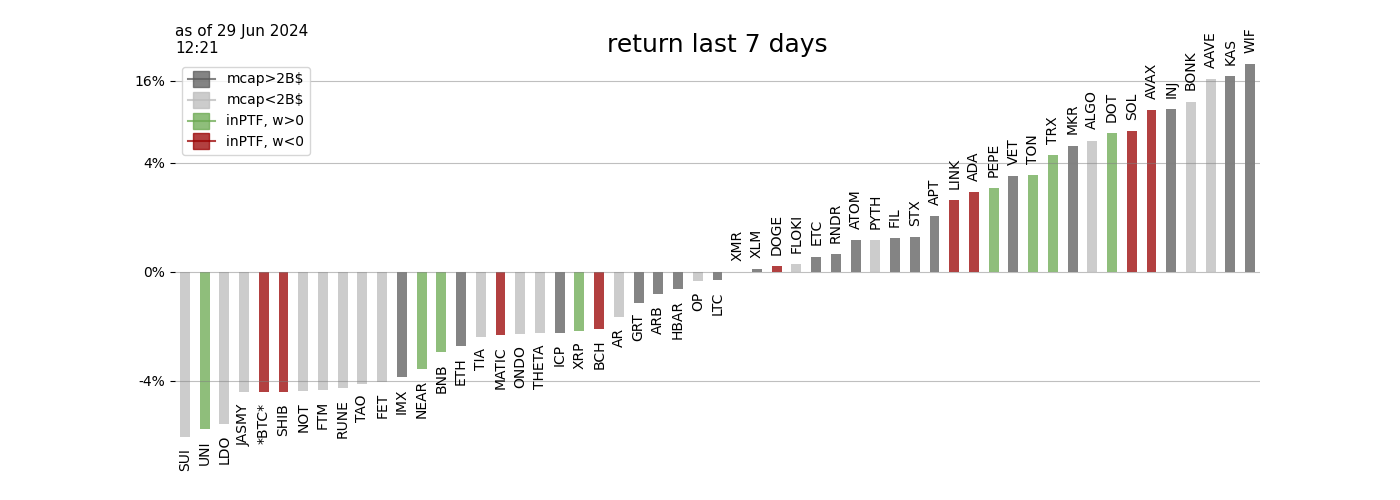 as of 29 Jun 2024
12:21
return last 7 days
mcap>2B$
mcap<2B$
inPTF, w>0
inPTF, w<0
16%
4%
0%
-4%
SUI
UNI
LDO
JASMY
*BTC*
SHIB
NOT
FTM
RUNE
TAO
FET
IMX
NEAR
BNB
ETH
TIA
MATIC
ONDO
THETA
ICP
XRP
BCH
AR
GRT
ARB
HBAR
OP
LTC
XMR
XLM
DOGE
FLOKI
ETC
RNDR
ATOM
PYTH
FIL
STX
APT
LINK
ADA
PEPE
VET
TON
TRX
MKR
ALGO
DOT
SOL
AVAX
INJ
BONK
AAVE
KAS
WIF